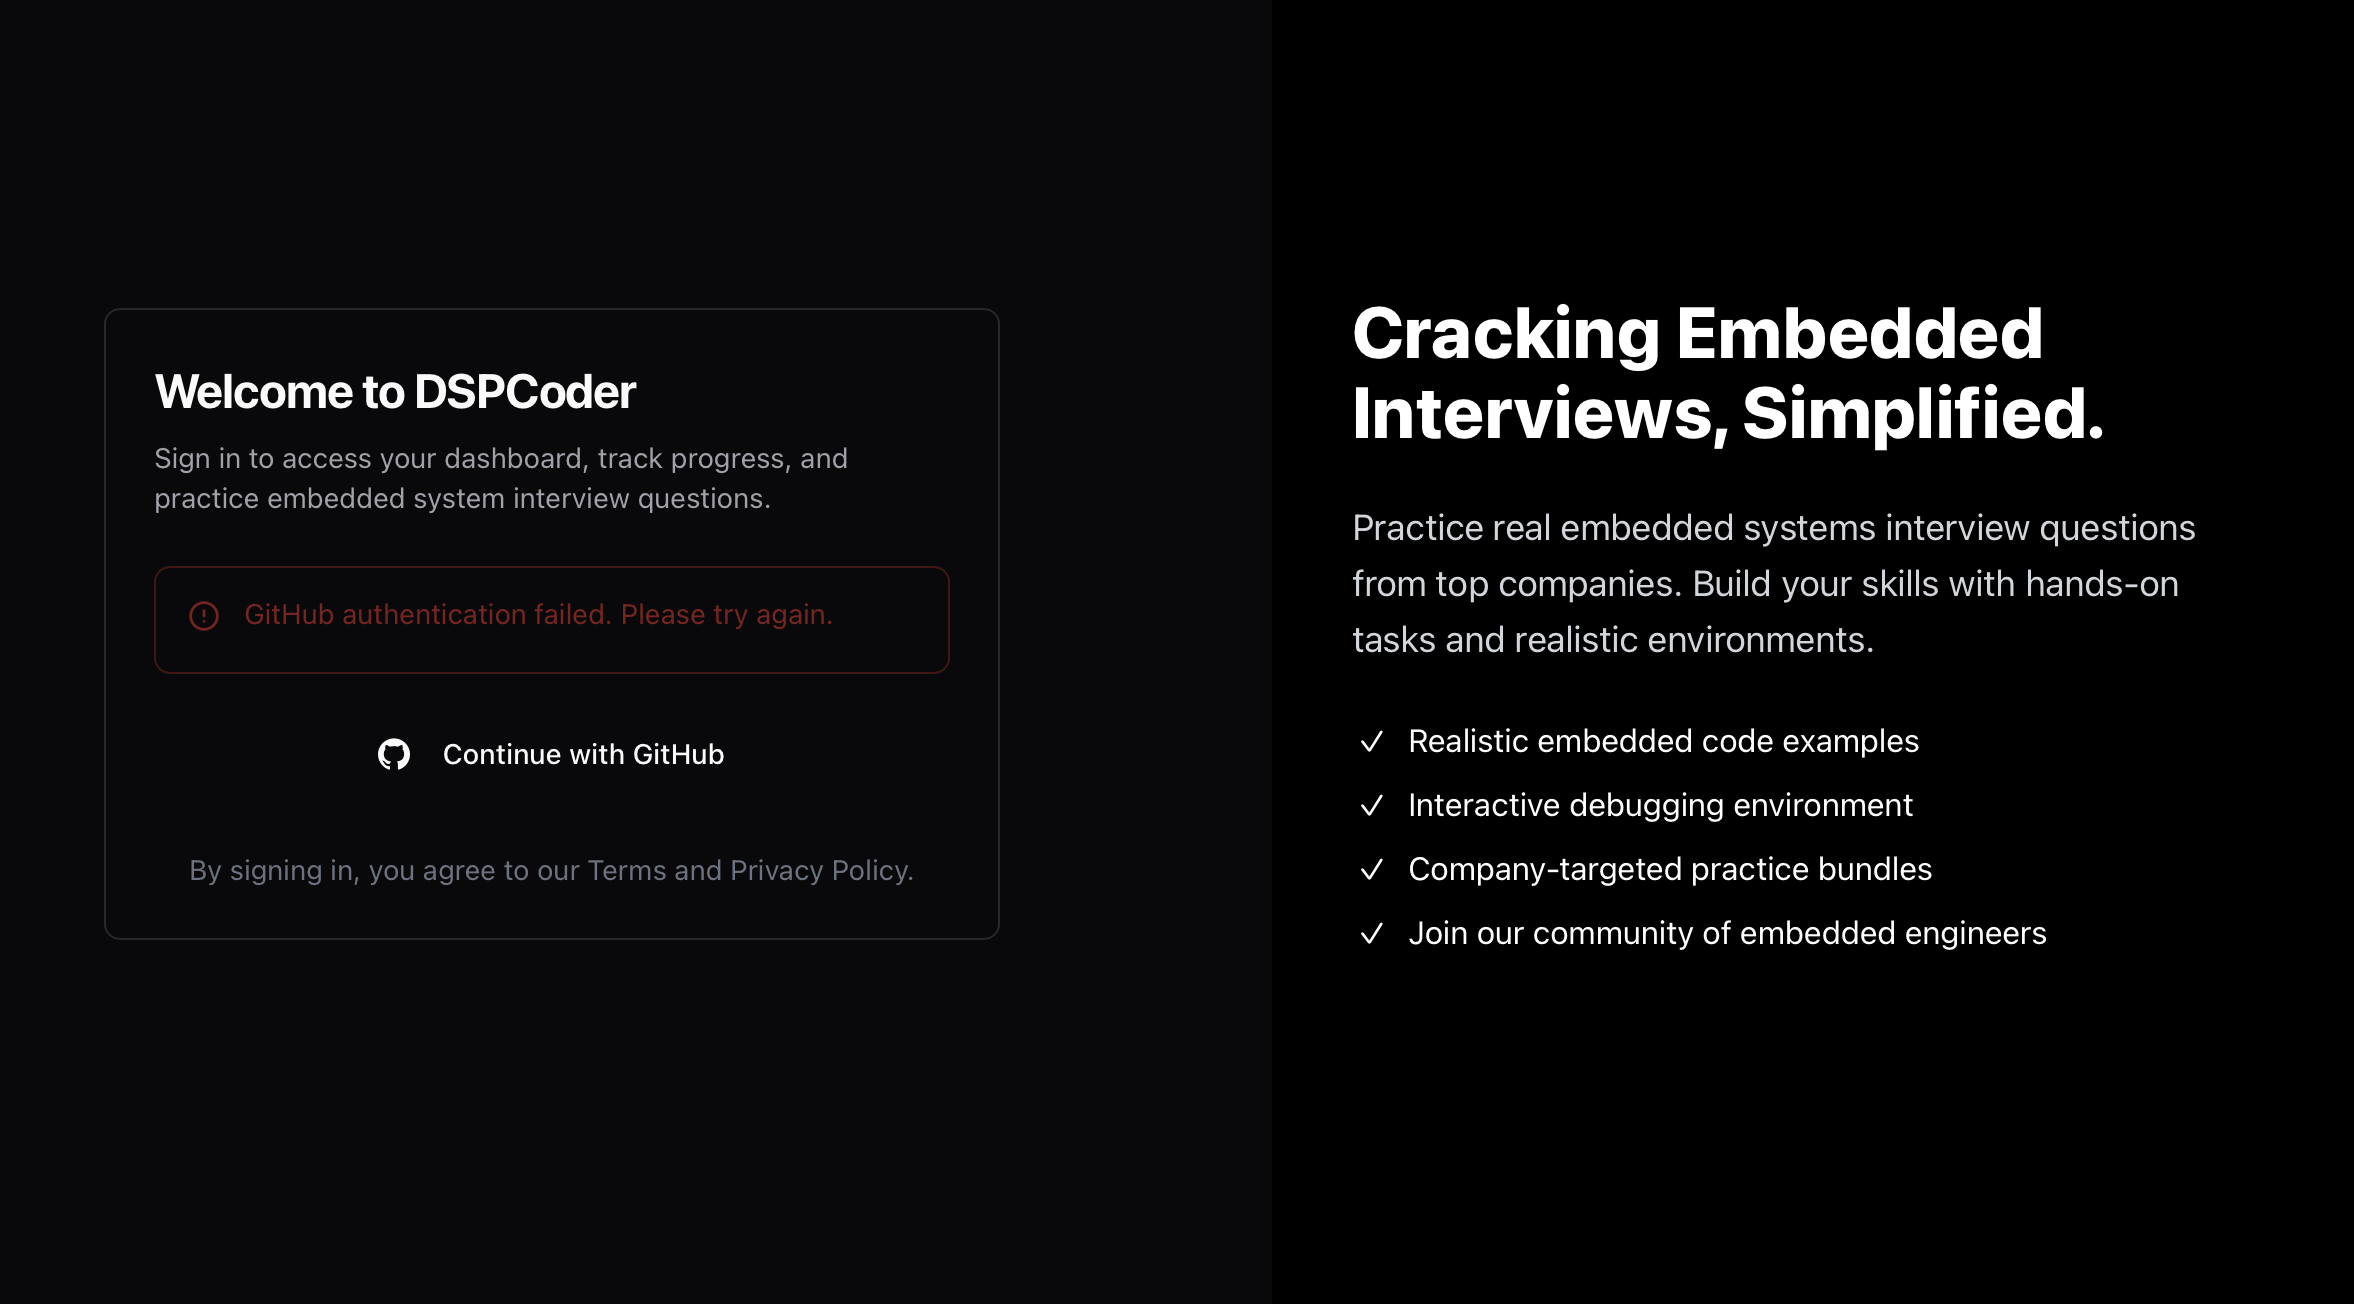 Welcome to DSPCoder
Sign in to access your dashboard, track progress, and
practice embedded system interview questions.
GitHub authentication failed. Please try again.
Continue with GitHub
By signing in, you agree to our Terms and Privacy Policy.
Cracking Embedded
Interviews, Simplified.
Practice real embedded systems interview questions
from top companies. Build your skills with hands-on
tasks and realistic environments.
Realistic embedded code examples
Interactive debugging environment
Company-targeted practice bundles
Join our community of embedded engineers